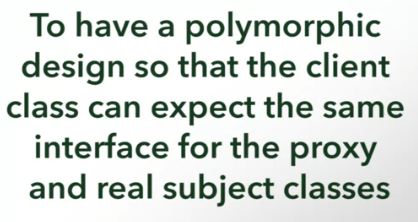 To have a polymorphic
design so that the client
class can expect the same
interface for the proxy
and real subject classes